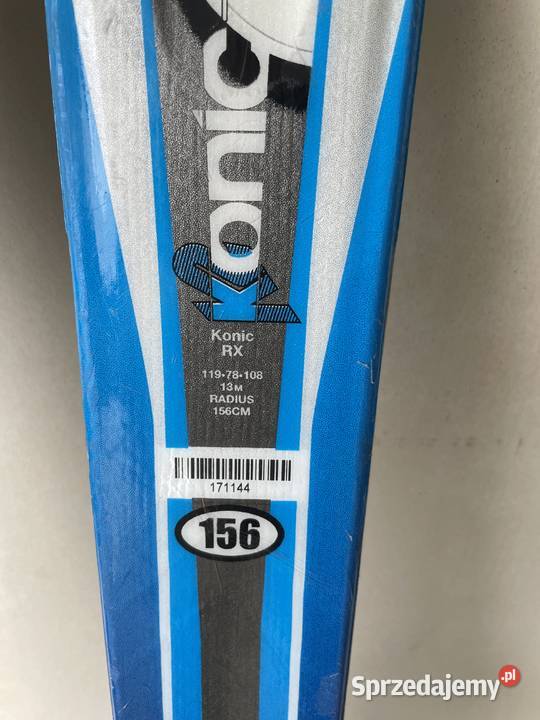 Konic
Konic
RX
119•78•108
13M
RADIUS
156CM
171144
156
Sprzedajemy.pl